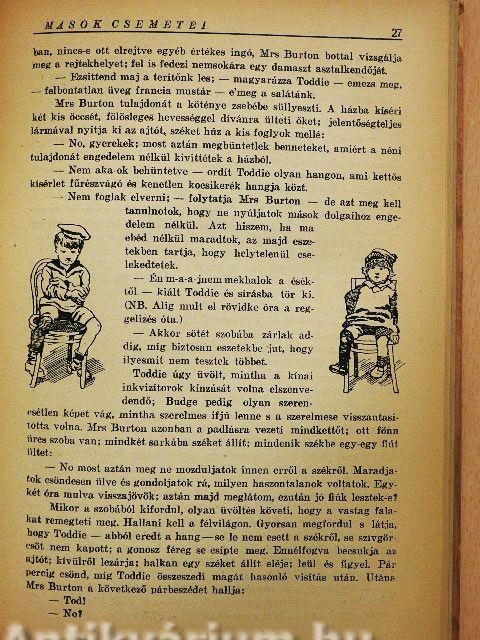 MÁSOK CSEMETÉI
27
ban, nincs-e ott elrejtve egyéb értékes ingó, Mrs Burton bottal vizsgálja
meg a rejtekhelyet; fel is fedezi nemsokára egy damaszt asztalkendőjét.
— Ezsittend maj a terítőnk les; — magyarázza Toddie — emezs meg,
— felbontatlan üveg francia mustár — e'meg a salátánk.
Mrs Burton tulajdonát a köténye zsebébe süllyeszti. A házba kíséri
két kis öccsét, fölösleges hevességgel díványra ülteti őket; jelentőségteljes
lármával nyitja ki az ajtót, széket húz a kis foglyok mellé:
— No, gyerekek; most aztán megbüntetlek benneteket, amiért a néni
tulajdonát engedelem nélkül kivittétek a házból.
— Nem aka-ok behüntetve — ordít Toddie olyan hangon, ami kettős
kísérlet fűrészvágó és kenetlen kocsikerék hangja közt.
— Nem foglak elverni; — folytatja Mrs Burton — de azt meg kell
tanulnotok, hogy ne nyúljatok mások dolgaihoz enge-
delem nélkül. Azt hiszem, ha ma
ebéd nélkül maradtok, az majd esze-
tekben tartja, hogy helytelenül cse-
lekedtetek.
— Én m-a-a-jnem mekhalok a ésék-
től — kiált Toddie és sírásba tör ki.
(NB. Alig mult el rövidke óra a reg-
gelizés óta.)
— Akkor sötét szobába zárlak ad-
dig, míg biztosan eszetekbe jut, hogy
ilyesmit nem tesztek többet.
Toddie úgy üvölt, mintha a kínai
inkvizítorok kínzását volna elszenve-
dendő; Budge pedig olyan szeren-
csétlen képet vág, mintha szerelmes ifjú lenne s a szerelmese visszautasí-
totta volna. Mrs Burton azonban a padlásra vezeti mindkettőt; ott fönn
üres szoba van; mindkét sarkába széket állít; mindenik székbe egy-egy fiút
ültet:
— No most aztán meg ne mozduljatok innen erről a székről. Maradja-
tok csöndesen ülve és gondoljatok rá, milyen haszontalanok voltatok. Egy-
két óra mulva visszajövök; aztán majd meglátom, ezután jó fiúk lesztek-e?
Mikor a szobából kifordul, olyan üvöltés követi, hogy a vastag fala-
kat remegteti meg. Hallani kell a félvilágon. Gyorsan megfordul s látja,
hogy Toddie — abból ered a hang — se le nem esett a székről, se szívgör-
csöt nem kapott; a gonosz féreg se csípte meg. Ennélfogva becsukja az
ajtót; kívülről lezárja; halkan egy széket állít eléje; leül és figyel. Pár
percig csönd, míg Toddie összeszedi magát hasonló visítás után. Utána
Mrs Burton a következő párbeszédet hallja:
— Tod!
— No?
Antikvárium.hu